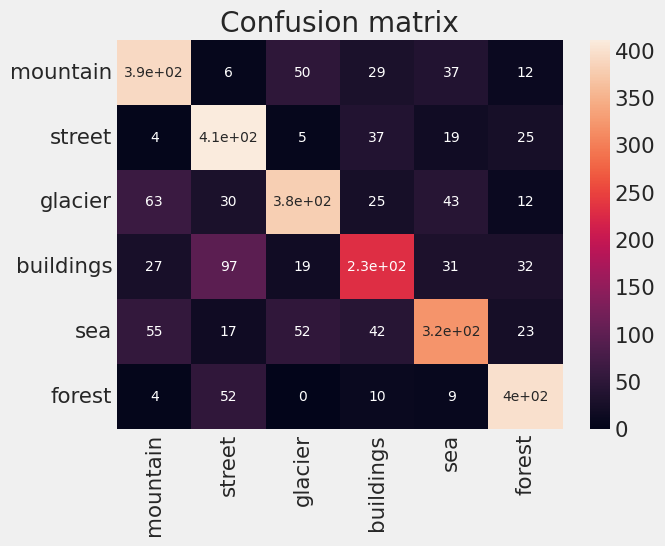 Confusion matrix
mountain 3.9e+02 6 50 29 37 12
street 4 4.1e+02 5 37 19 25
glacier 63 30 3.8e+02 25 43 12
buildings 27 97 19 2.3e+02 31 32
sea 55 17 52 42 3.2e+02 23
forest 4 52 0 10 9 4e+02
mountain street glacier buildings sea forest
400
350
300
250
200
150
100
50
0